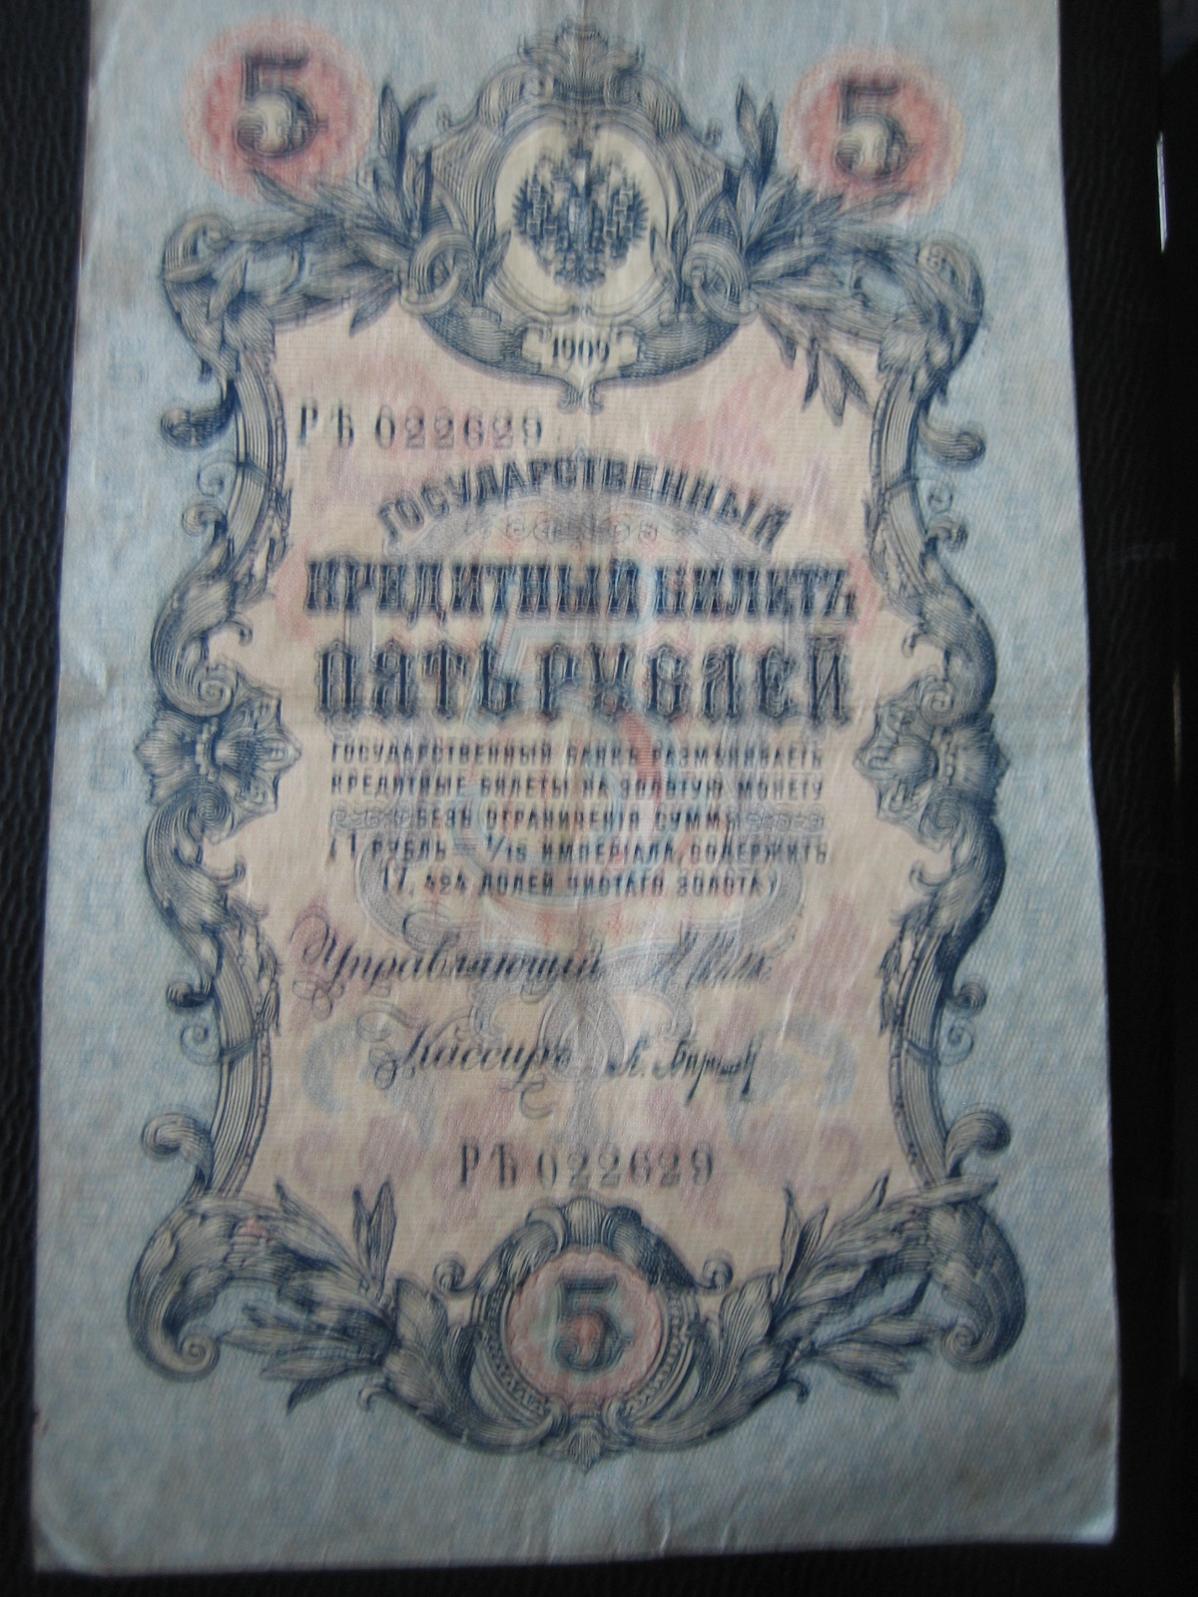 5 5
1909
РЪ 022629
ГОСУДАРСТВЕННЫЙ
КРЕДИТНЫЙ БИЛЕТЪ
ПЯТЬ РУБЛЕЙ
ГОСУДАРСТВЕННЫЙ БАНКЪ РАЗМѢНИВАЕТЪ
КРЕДИТНЫЕ БИЛЕТЫ НА ЗОЛОТУЮ МОНЕТУ
БЕЗЪ ОГРАНИЧЕНІЯ СУММЫ
(1 РУБЛЬ = 1/15 ИМПЕРІАЛА, СОДЕРЖИТЪ
17,424 ДОЛЕЙ ЧИСТАГО ЗОЛОТА)
Управляющій
Кассиръ
РЪ 022629
5